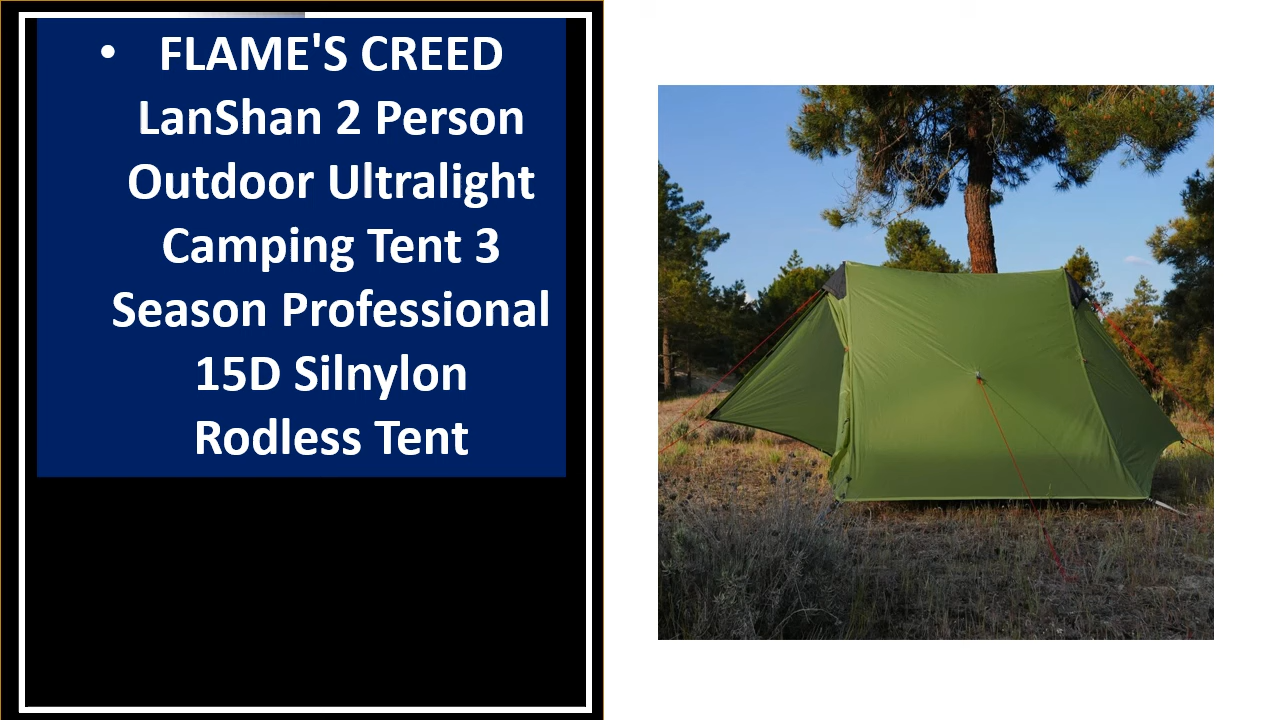 • FLAME'S CREED
LanShan 2 Person
Outdoor Ultralight
Camping Tent 3
Season Professional
15D Silnylon
Rodless Tent